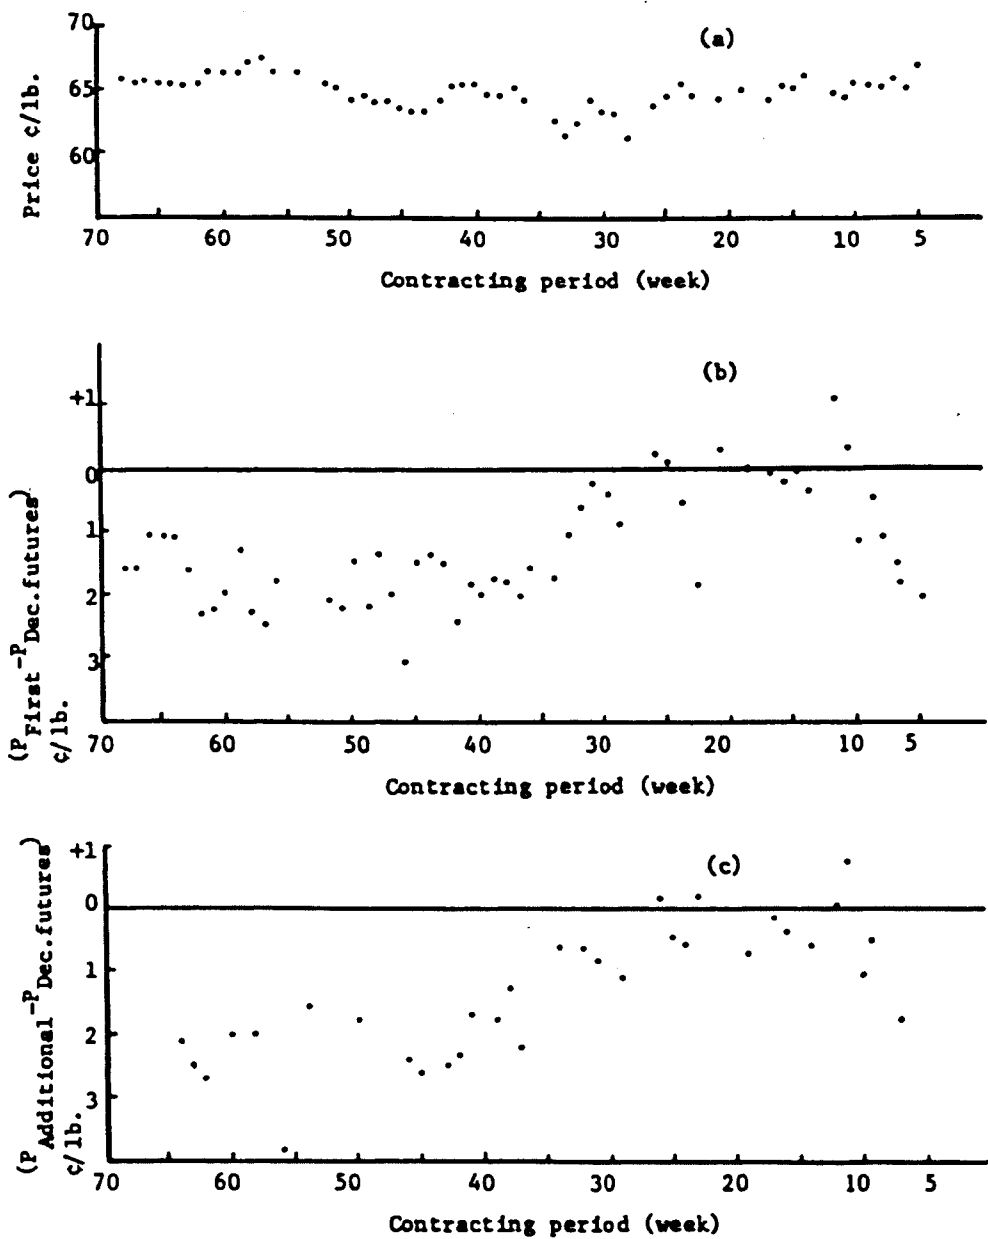 (a)
Price ¢/lb.
70
65
60
70 60 50 40 30 20 10 5
Contracting period (week)
(b)
(P First -P Dec.futures)
¢/lb.
+1
0
1
2
3
70 60 50 40 30 20 10 5
Contracting period (week)
(c)
(P Additional -P Dec.futures)
¢/lb.
+1
0
1
2
3
70 60 50 40 30 20 10 5
Contracting period (week)